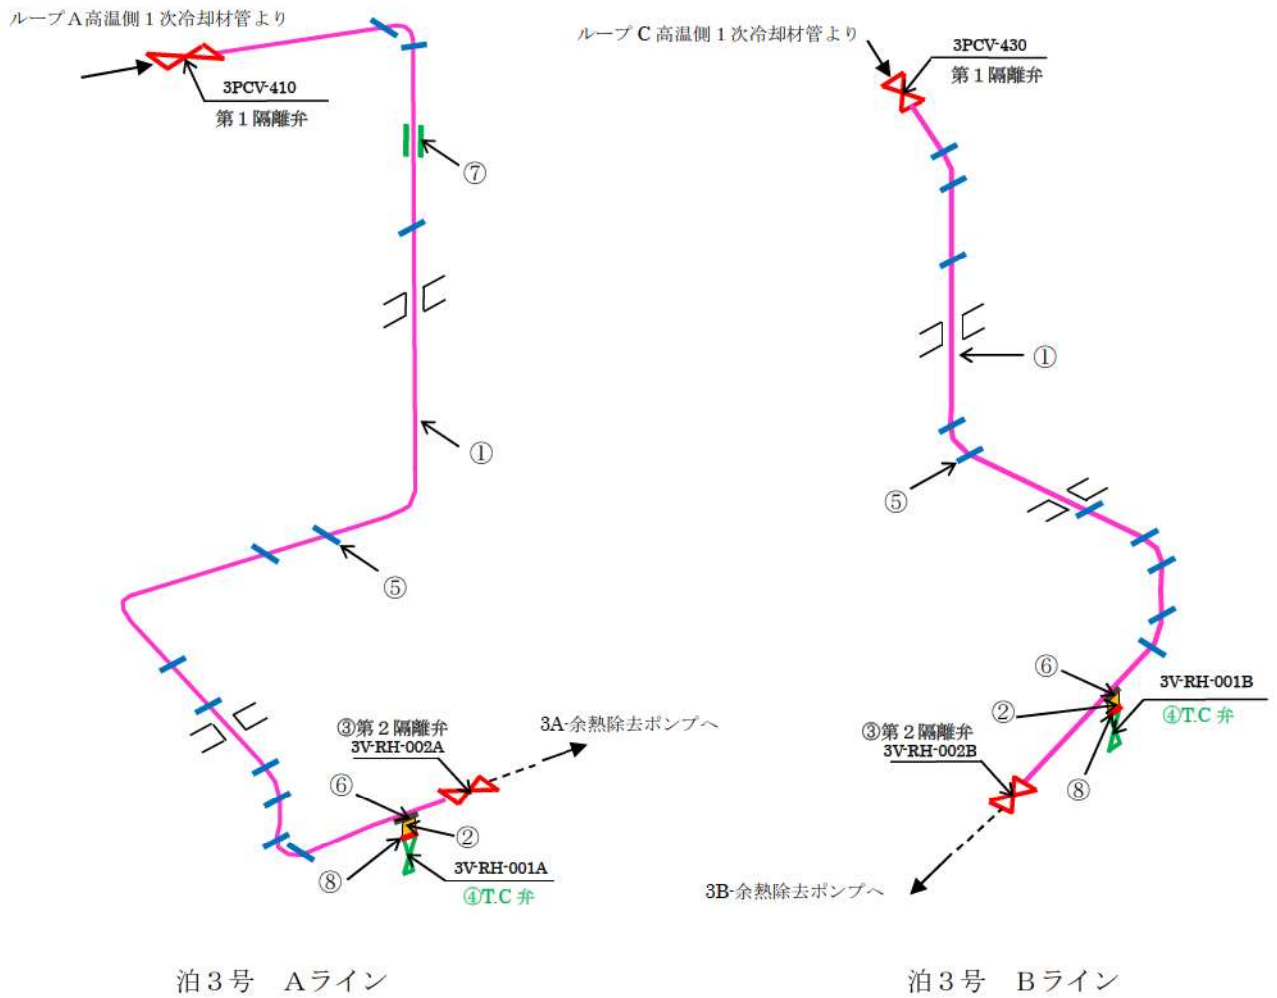 ループA高温側1次冷却材管より
3PCV-410
第1隔離弁
⑦
①
⑤
③第2隔離弁
3V-RH-002A
3A-余熱除去ポンプへ
⑥
②
⑧
3V-RH-001A
④T.C 弁
泊3号 Aライン
ループ C 高温側1次冷却材管より
3PCV-430
第1隔離弁
①
⑤
⑥
②
3V-RH-001B
④T.C 弁
③第2隔離弁
3V-RH-002B
⑧
3B-余熱除去ポンプへ
泊3号 Bライン